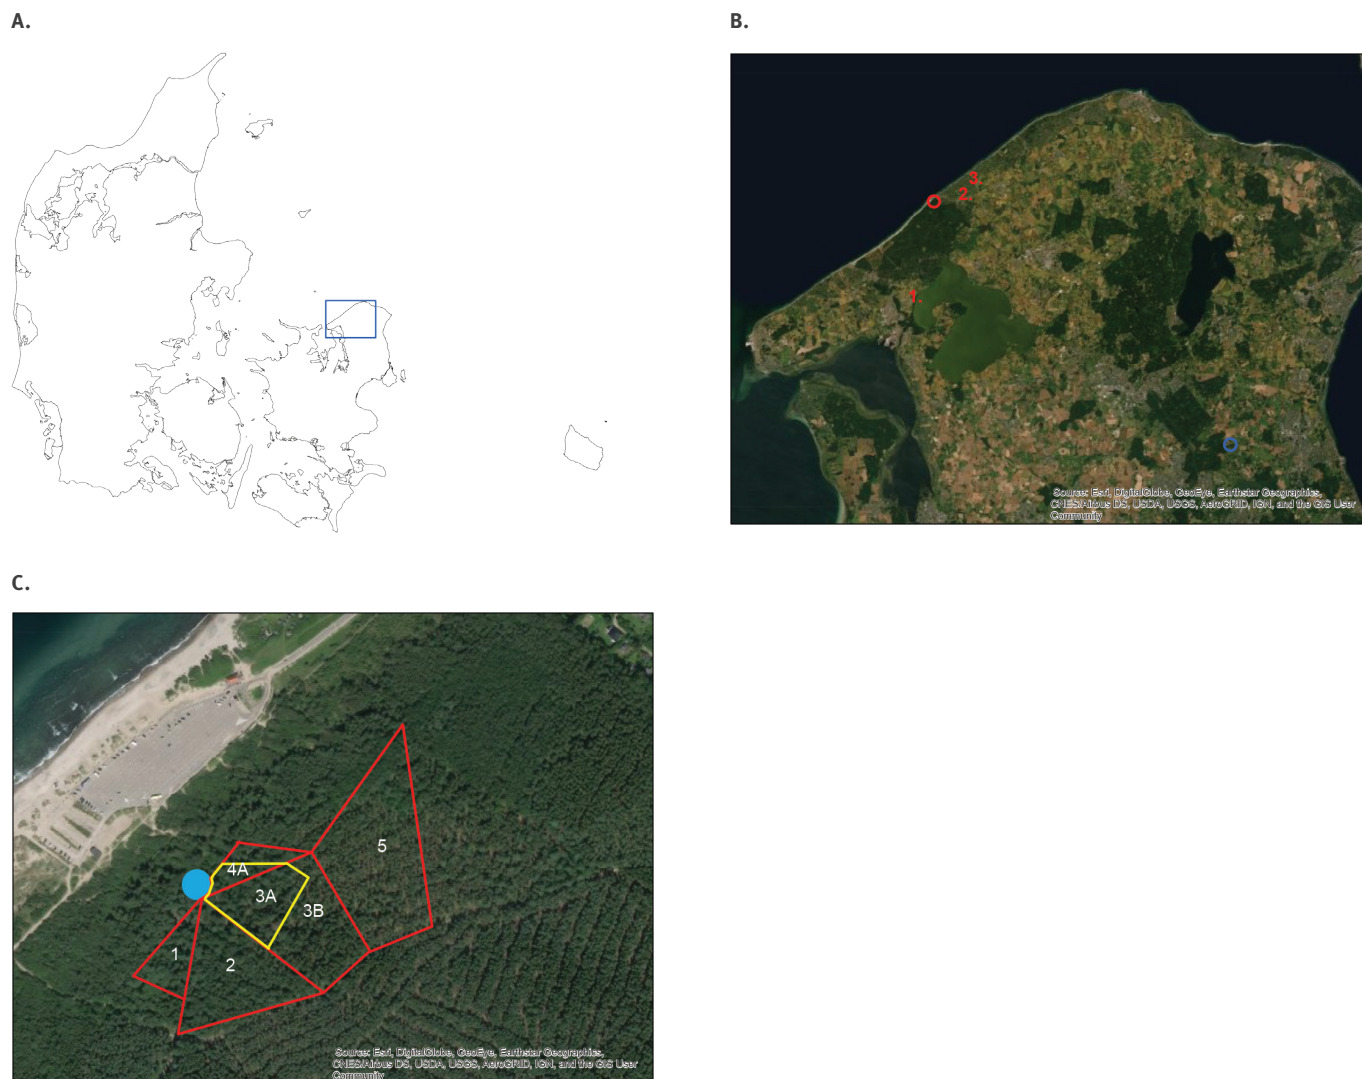 A.
B.
3.
2.
1.
Source: Esri, DigitalGlobe, GeoEye, Earthstar Geographics,
CNES/Airbus DS, USDA, USGS, AeroGRID, IGN, and the GIS User
Community
C.
5
4A
3A
3B
1
2
Source: Esri, DigitalGlobe, GeoEye, Earthstar Geographics,
CNES/Airbus DS, USDA, USGS, AeroGRID, IGN, and the GIS User
Community